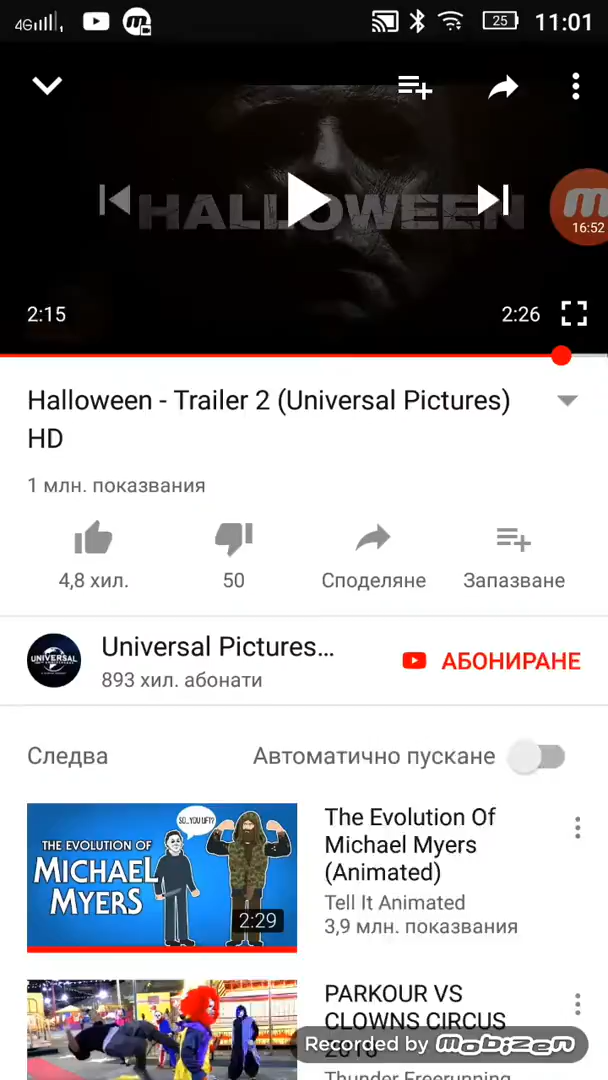 4G
25
11:01
HALLOWEEN
16:52
2:15
2:26
Halloween - Trailer 2 (Universal Pictures)
HD
1 млн. показвания
4,8 хил.
50
Споделяне
Запазване
UNIVERSAL
Universal Pictures...
893 хил. абонати
АБОНИРАНЕ
Следва
Автоматично пускане
SO...YOU LIFT?
THE EVOLUTION OF
MICHAEL
MYERS
2:29
The Evolution Of
Michael Myers
(Animated)
Tell It Animated
3,9 млн. показвания
PARKOUR VS
CLOWNS CIRCUS
Recorded by mobizen
Thunder Freerunning